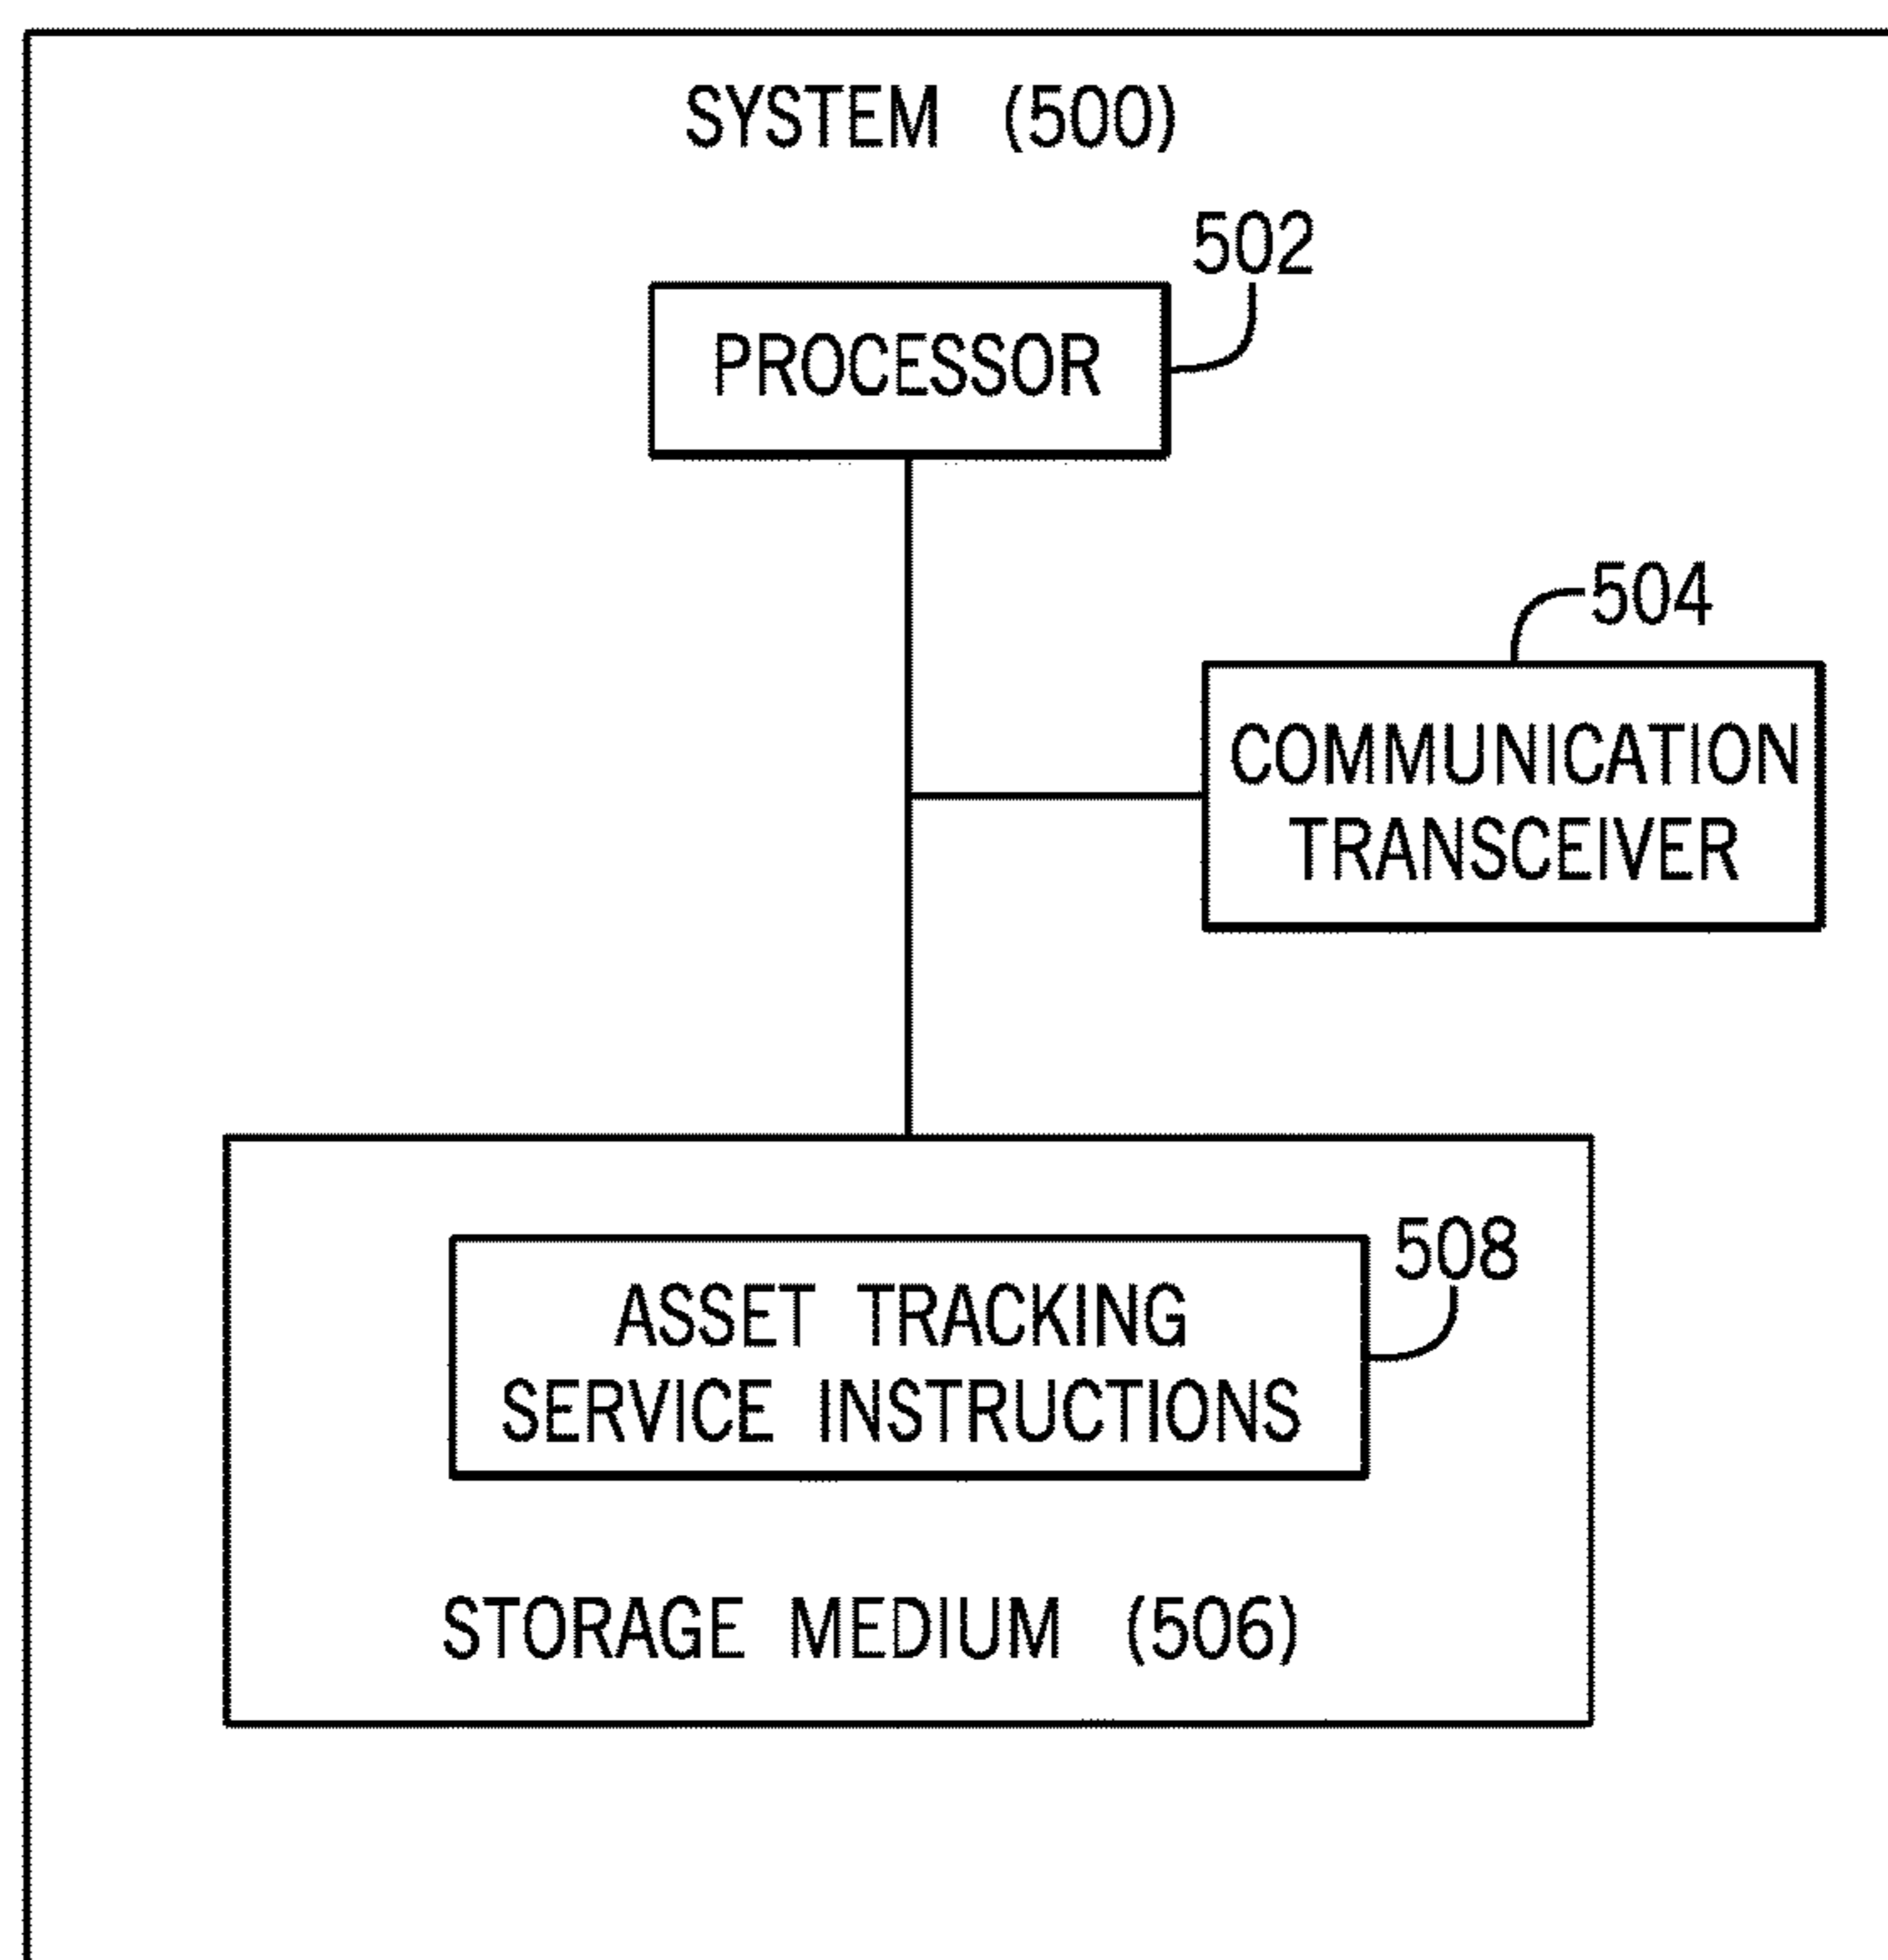 SYSTEM (500)
502
PROCESSOR
504
COMMUNICATION
TRANSCEIVER
508
ASSET TRACKING
SERVICE INSTRUCTIONS
STORAGE MEDIUM (506)